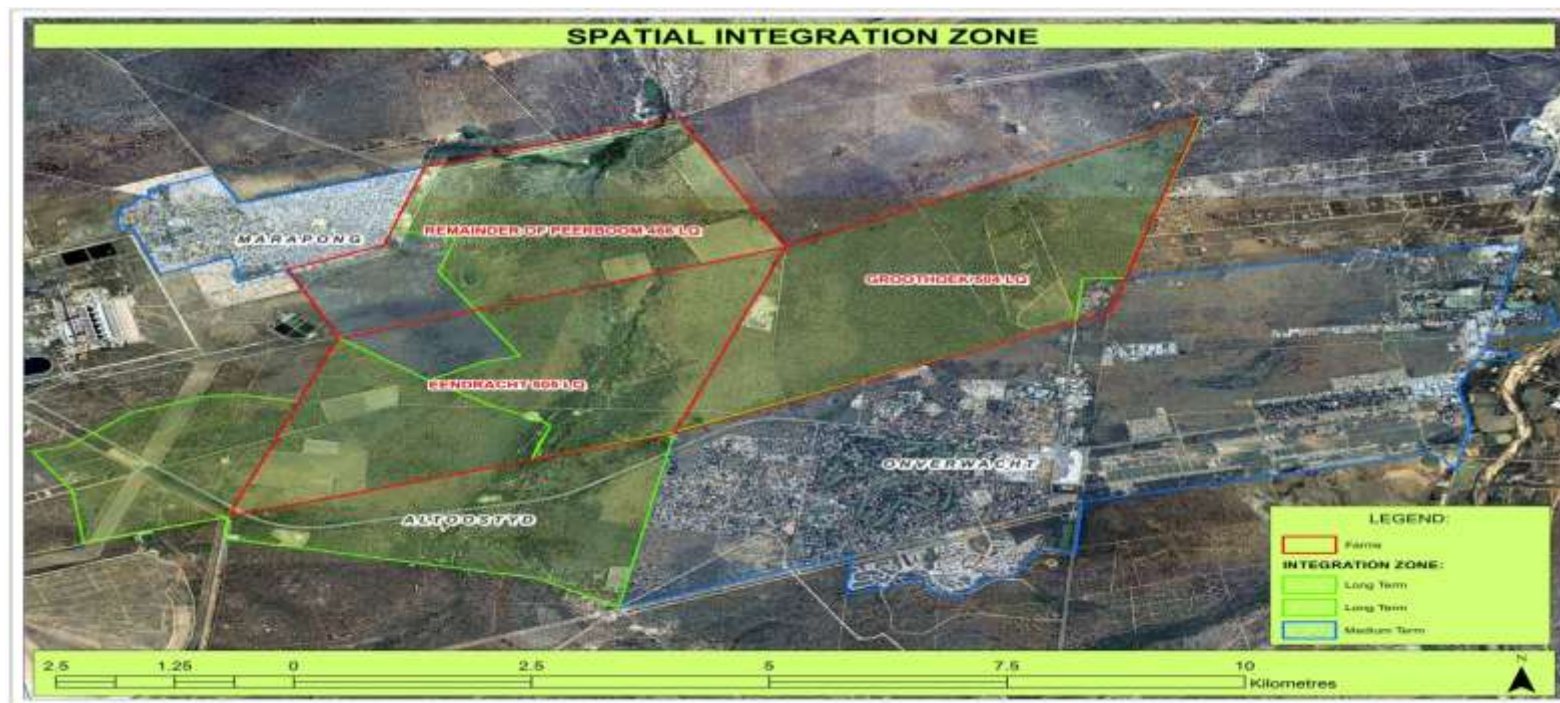 SPATIAL INTEGRATION ZONE
MARAPONG
REMAINDER OF PEERBOOM 466 LQ
GROOTHOEK 504 LQ
EENDRACHT 505 LQ
ONVERWACHT
ALTOOSTYD
LEGEND:
Farms
INTEGRATION ZONE:
Long Term
Long Term
Medium Term
2.5 1.25 0 2.5 5 7.5 10
Kilometres
N